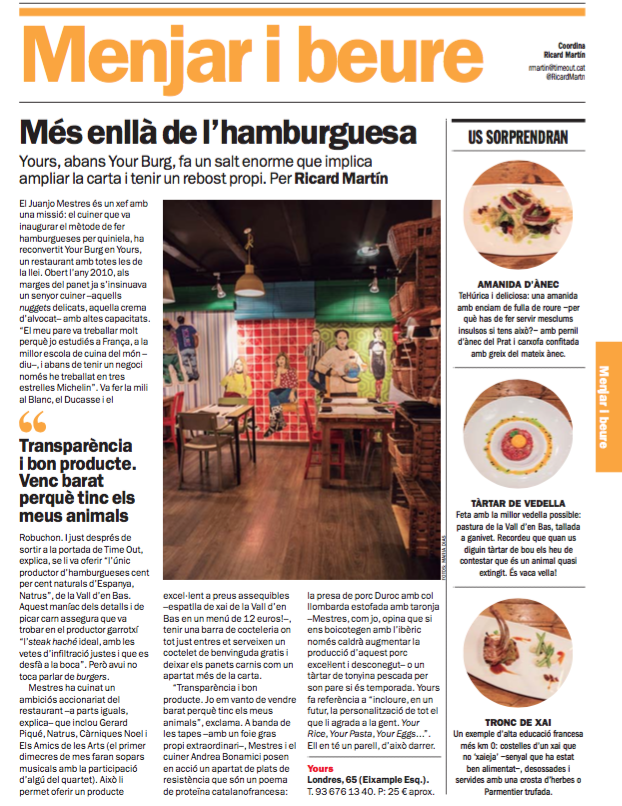 Menjar i beure
Coordina
Ricard Martín
rmartin@timeout.cat
@RicardMartn
Més enllà de l'hamburguesa
Yours, abans Your Burg, fa un salt enorme que implica
ampliar la carta i tenir un rebost propi. Per Ricard Martín
El Juanjo Mestres és un xef amb
una missió: el cuiner que va
inaugurar el mètode de fer
hamburgueses per quiniela, ha
reconvertit Your Burg en Yours,
un restaurant amb totes les de
la llei. Obert l'any 2010, als
marges del panet ja s'insinuava
un senyor cuiner –aquells
nuggets delicats, aquella crema
d'alvocat– amb altes capacitats.
"El meu pare va treballar molt
perquè jo estudiés a França, a la
millor escola de cuina del món –
diu–, i abans de tenir un negoci
només he treballat en tres
estrelles Michelin". Va fer la mili
al Blanc, el Ducasse i el
“
Transparència
i bon producte.
Venc barat
perquè tinc els
meus animals
Robuchon. I just després de
sortir a la portada de Time Out,
explica, se li va oferir "l'únic
productor d'hamburgueses cent
per cent naturals d'Espanya,
Natrus", de la Vall d'en Bas.
Aquest maníac dels detalls i de
picar carn assegura que va
trobar en el productor garrotxí
"l'steak haché ideal, amb les
vetes d'infiltració justes i que es
desfà a la boca". Però avui no
toca parlar de burgers.
Mestres ha cuinat un
ambiciós accionariat del
restaurant –a parts iguals,
explica– que inclou Gerard
Piqué, Natrus, Càrniques Noel i
Els Amics de les Arts (el primer
dimecres de mes faran sopars
musicals amb la participació
d'algú del quartet). Això li
permet oferir un producte
FOTOS: MARIA DIAS
excel·lent a preus assequibles
–espatlla de xai de la Vall d'en
Bas en un menú de 12 euros!–,
tenir una barra de cocteleria on
tot just entres et serveixen un
coctelet de benvinguda gratis i
deixar els panets carnis com un
apartat més de la carta.
"Transparència i bon
producte. Jo em vanto de vendre
barat perquè tinc els meus
animals", exclama. A banda de
les tapes –amb un foie gras
propi extraordinari–, Mestres i el
cuiner Andrea Bonamici posen
en acció un apartat de plats de
resistència que són un poema
de proteïna catalanofrancesa:
la presa de porc Duroc amb col
llombarda estofada amb taronja
–Mestres, com jo, opina que si
ens boicotegen amb l'ibèric
només caldrà augmentar la
producció d'aquest porc
excel·lent i desconegut– o un
tàrtar de tonyina pescada per
son pare si és temporada. Yours
fa referència a "incloure, en un
futur, la personalitat de tot el
que li agrada a la gent. Your
Rice, Your Pasta, Your Eggs...".
Ell en té un parell, d'això darrer.
Yours
Londres, 65 (Eixample Esq.).
T. 93 676 13 40. P: 25 € aprox.
US SORPRENDRAN
AMANIDA D'ÀNEC
Tel·lúrica i deliciosa: una amanida
amb enciam de fulla de roure –per
què has de fer servir mesclums
insulsos si tens això?– amb pernil
d'ànec del Prat i carxofa confitada
amb greix del mateix ànec.
TÀRTAR DE VEDELLA
Feta amb la millor vedella possible:
pastura de la Vall d'en Bas, tallada
a ganivet. Recordeu que quan us
diguin tàrtar de bou els heu de
contestar que és un animal quasi
extingit. És vaca vella!
TRONC DE XAI
Un exemple d'alta educació francesa
més km 0: costelles d'un xai que
no 'xaieja' –senyal que ha estat
ben alimentat–, desossades i
servides amb una crosta d'herbes o
Parmentier trufada.
Menjar i beure